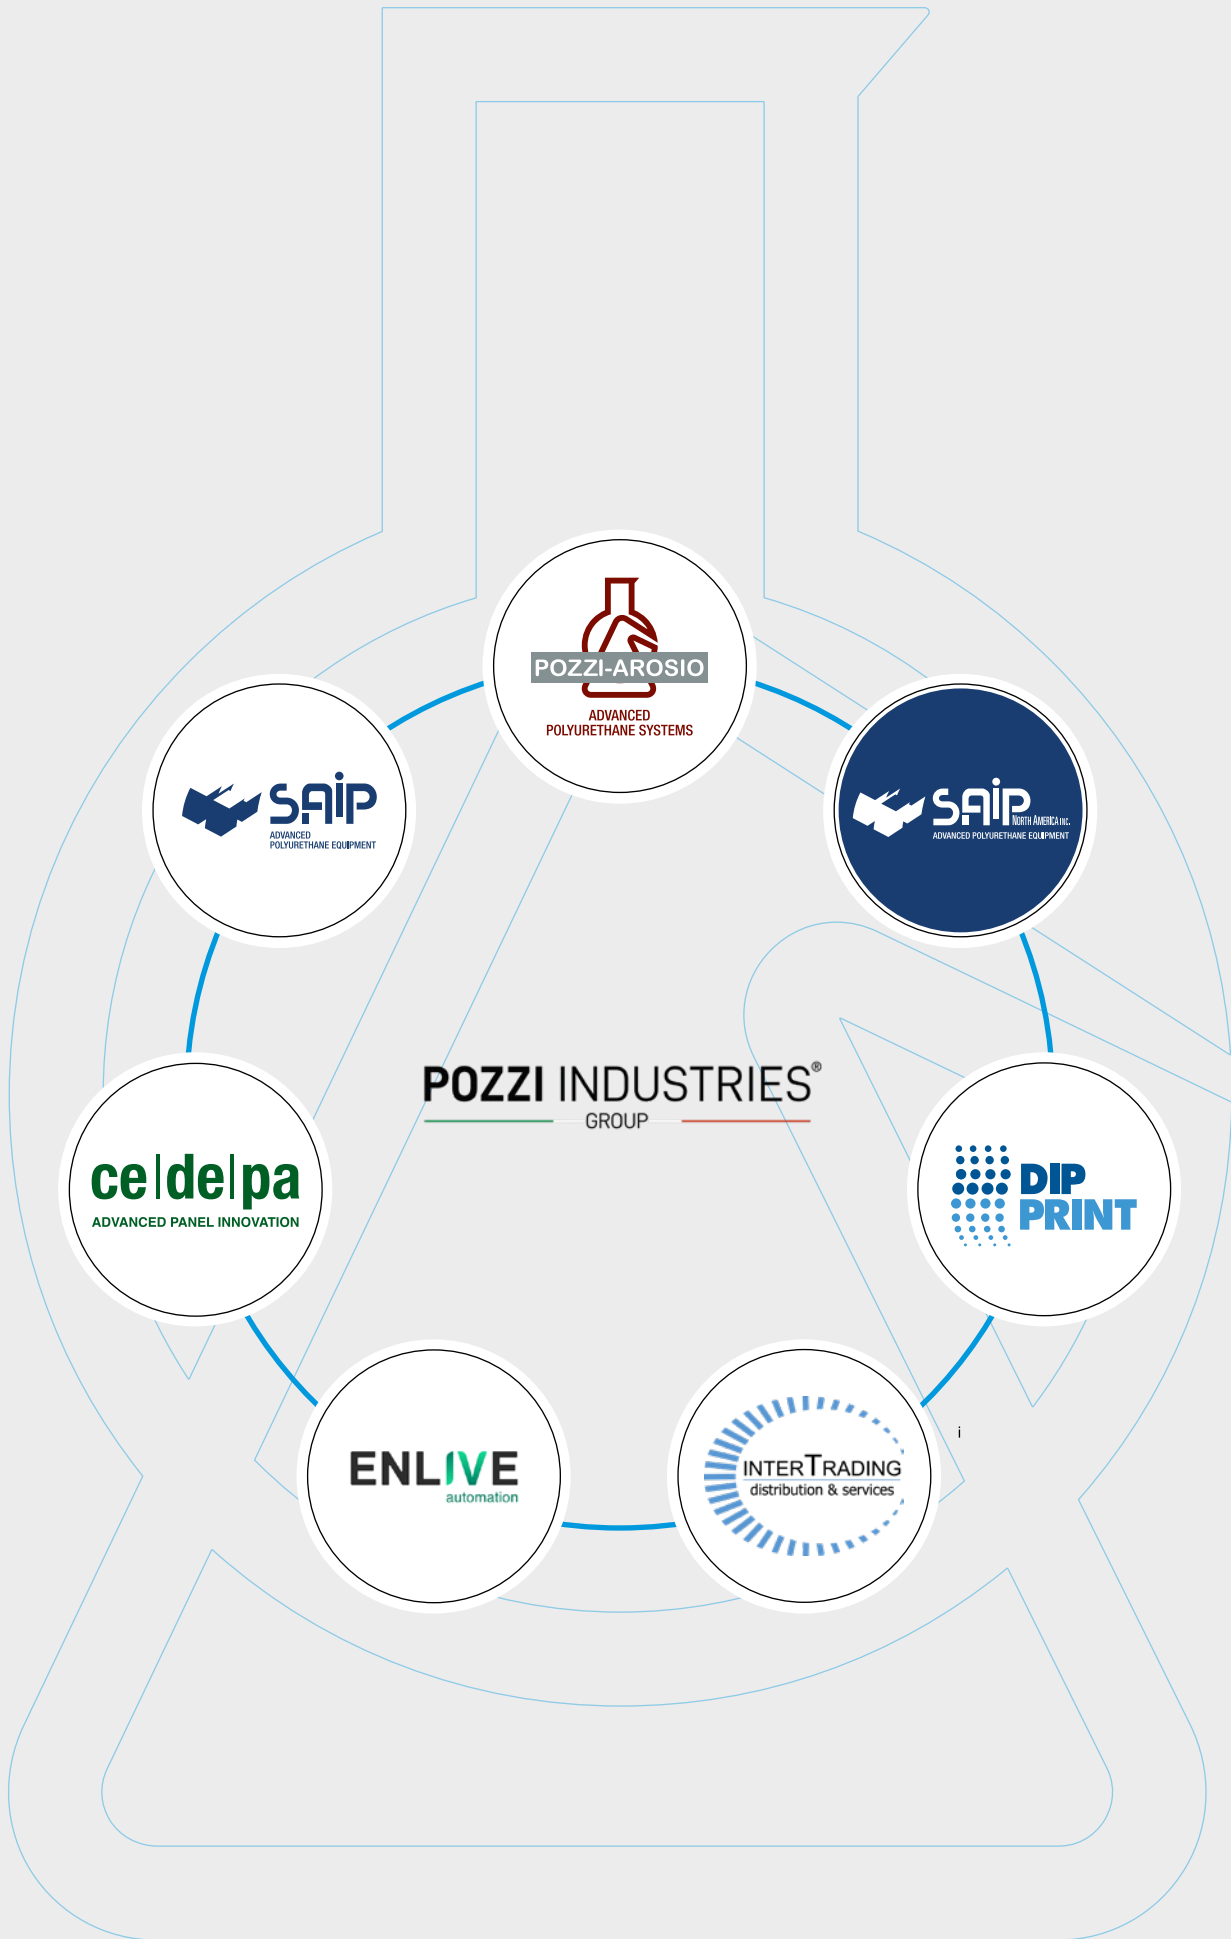 POZZI-AROSIO
ADVANCED
POLYURETHANE SYSTEMS
SAIP
ADVANCED
POLYURETHANE EQUIPMENT
SAIP
NORTH AMERICA INC.
ADVANCED POLYURETHANE EQUIPMENT
POZZI INDUSTRIES®
GROUP
ce|de|pa
ADVANCED PANEL INNOVATION
DIP
PRINT
ENLIVE
automation
INTERTRADING
distribution & services
i